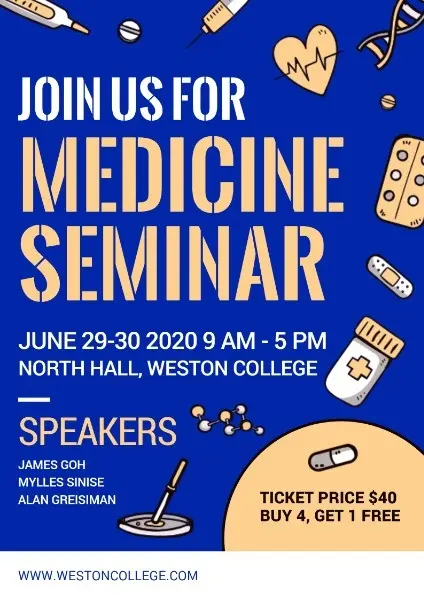 JOIN US FOR
MEDICINE
SEMINAR
JUNE 29-30 2020 9 AM - 5 PM
NORTH HALL, WESTON COLLEGE
SPEAKERS
JAMES GOH
MYLLES SINISE
ALAN GREISIMAN
TICKET PRICE $40
BUY 4, GET 1 FREE
WWW.WESTONCOLLEGE.COM